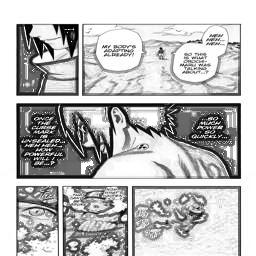 MY BODY'S
ADAPTING
ALREADY!
HEH
HEH...
HEH...
SO THIS
IS WHAT
OROCHI-
MARU WAS
TALKING
ABOUT...?
ONCE
THE CURSE
MARK IS
UNSEALED...
HEH HEH...
HOW
POWERFUL
WILL I
BE...?
...SO
MUCH
POWER
SO
QUICKLY...